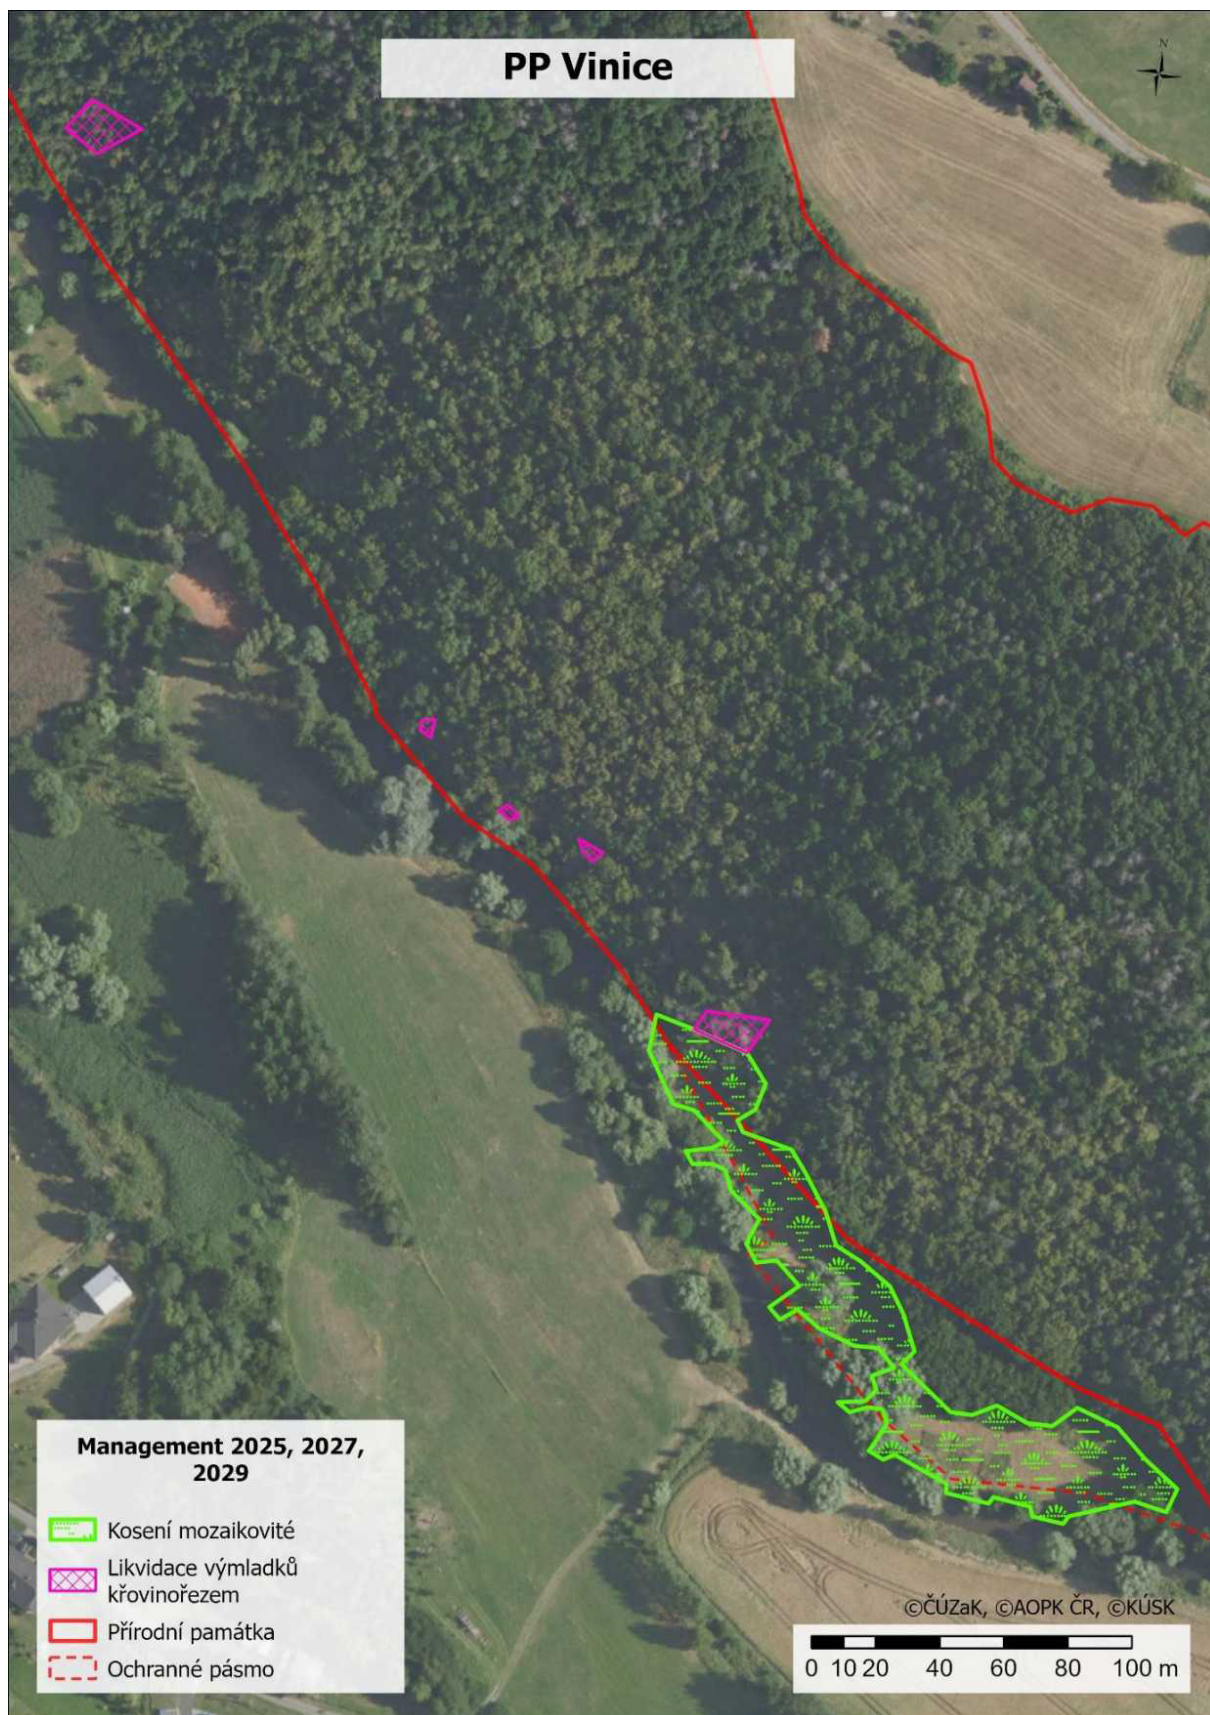 PP Vinice
N
Management 2025, 2027,
2029
Kosení mozaikovité
Likvidace výmladků
křovinořezem
Přírodní památka
Ochranné pásmo
©ČÚZaK, ©AOPK ČR, ©KÚSK
0 10 20 40 60 80 100 m